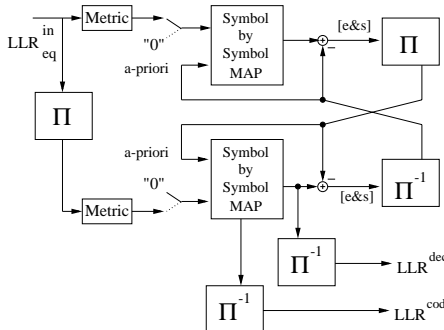 LLR in eq
Metric
"0"
a-priori
Symbol
by
Symbol
MAP
−
[e&s]
Π
Π
a-priori
"0"
Metric
Symbol
by
Symbol
MAP
−
[e&s]
Π-1
Π-1
LLR dec
Π-1
LLR cod